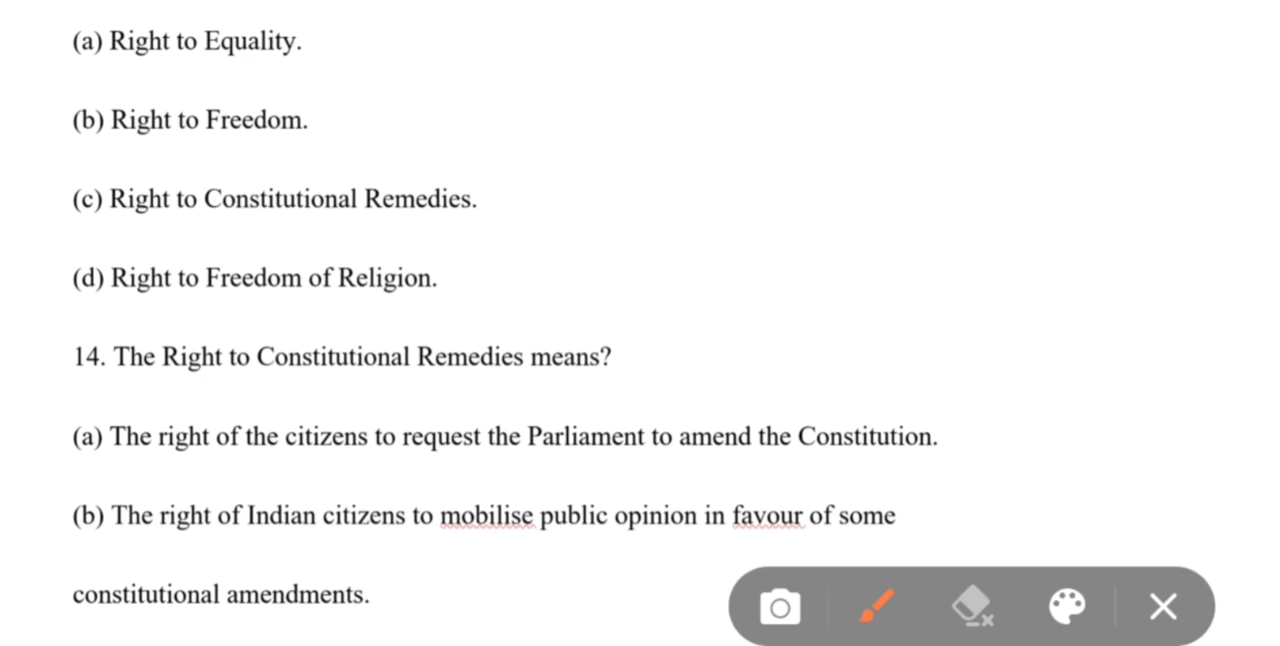 (a) Right to Equality.
(b) Right to Freedom.
(c) Right to Constitutional Remedies.
(d) Right to Freedom of Religion.
14. The Right to Constitutional Remedies means?
(a) The right of the citizens to request the Parliament to amend the Constitution.
(b) The right of Indian citizens to mobilise public opinion in favour of some
constitutional amendments.